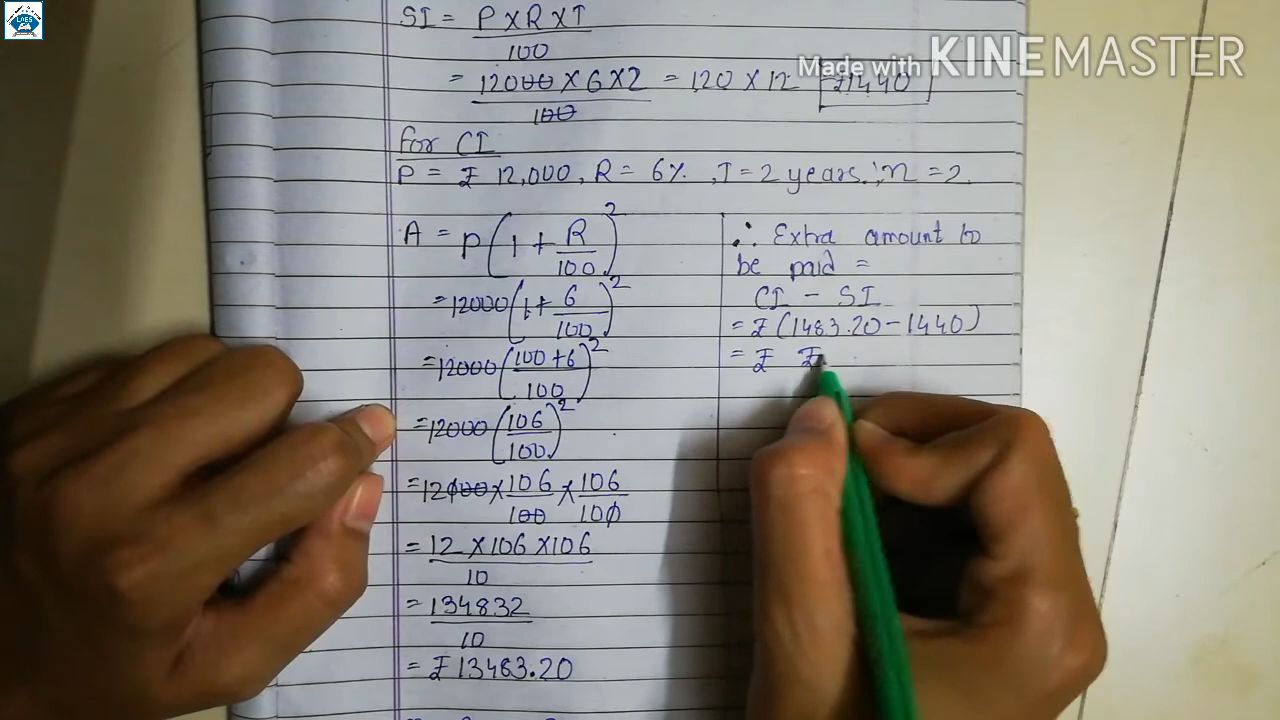 LAES
Made with KINEMASTER
SI = P × R × T
100
= 12000 × 6 × 2 = 120 × 12 = ₹1440
100
for CI
P = ₹ 12,000, R = 6%, T = 2 years ∴ n = 2
A = P(1 + R/100)²
= 12000(1 + 6/100)²
= 12000(100+6/100)²
= 12000(106/100)²
= 12000 × 106/100 × 106/100
= 12 × 106 × 106
10
= 134832
10
= ₹ 13483.20
∴ Extra amount to
be paid =
CI - SI
= ₹ (1483.20 - 1440)
= ₹ ₹